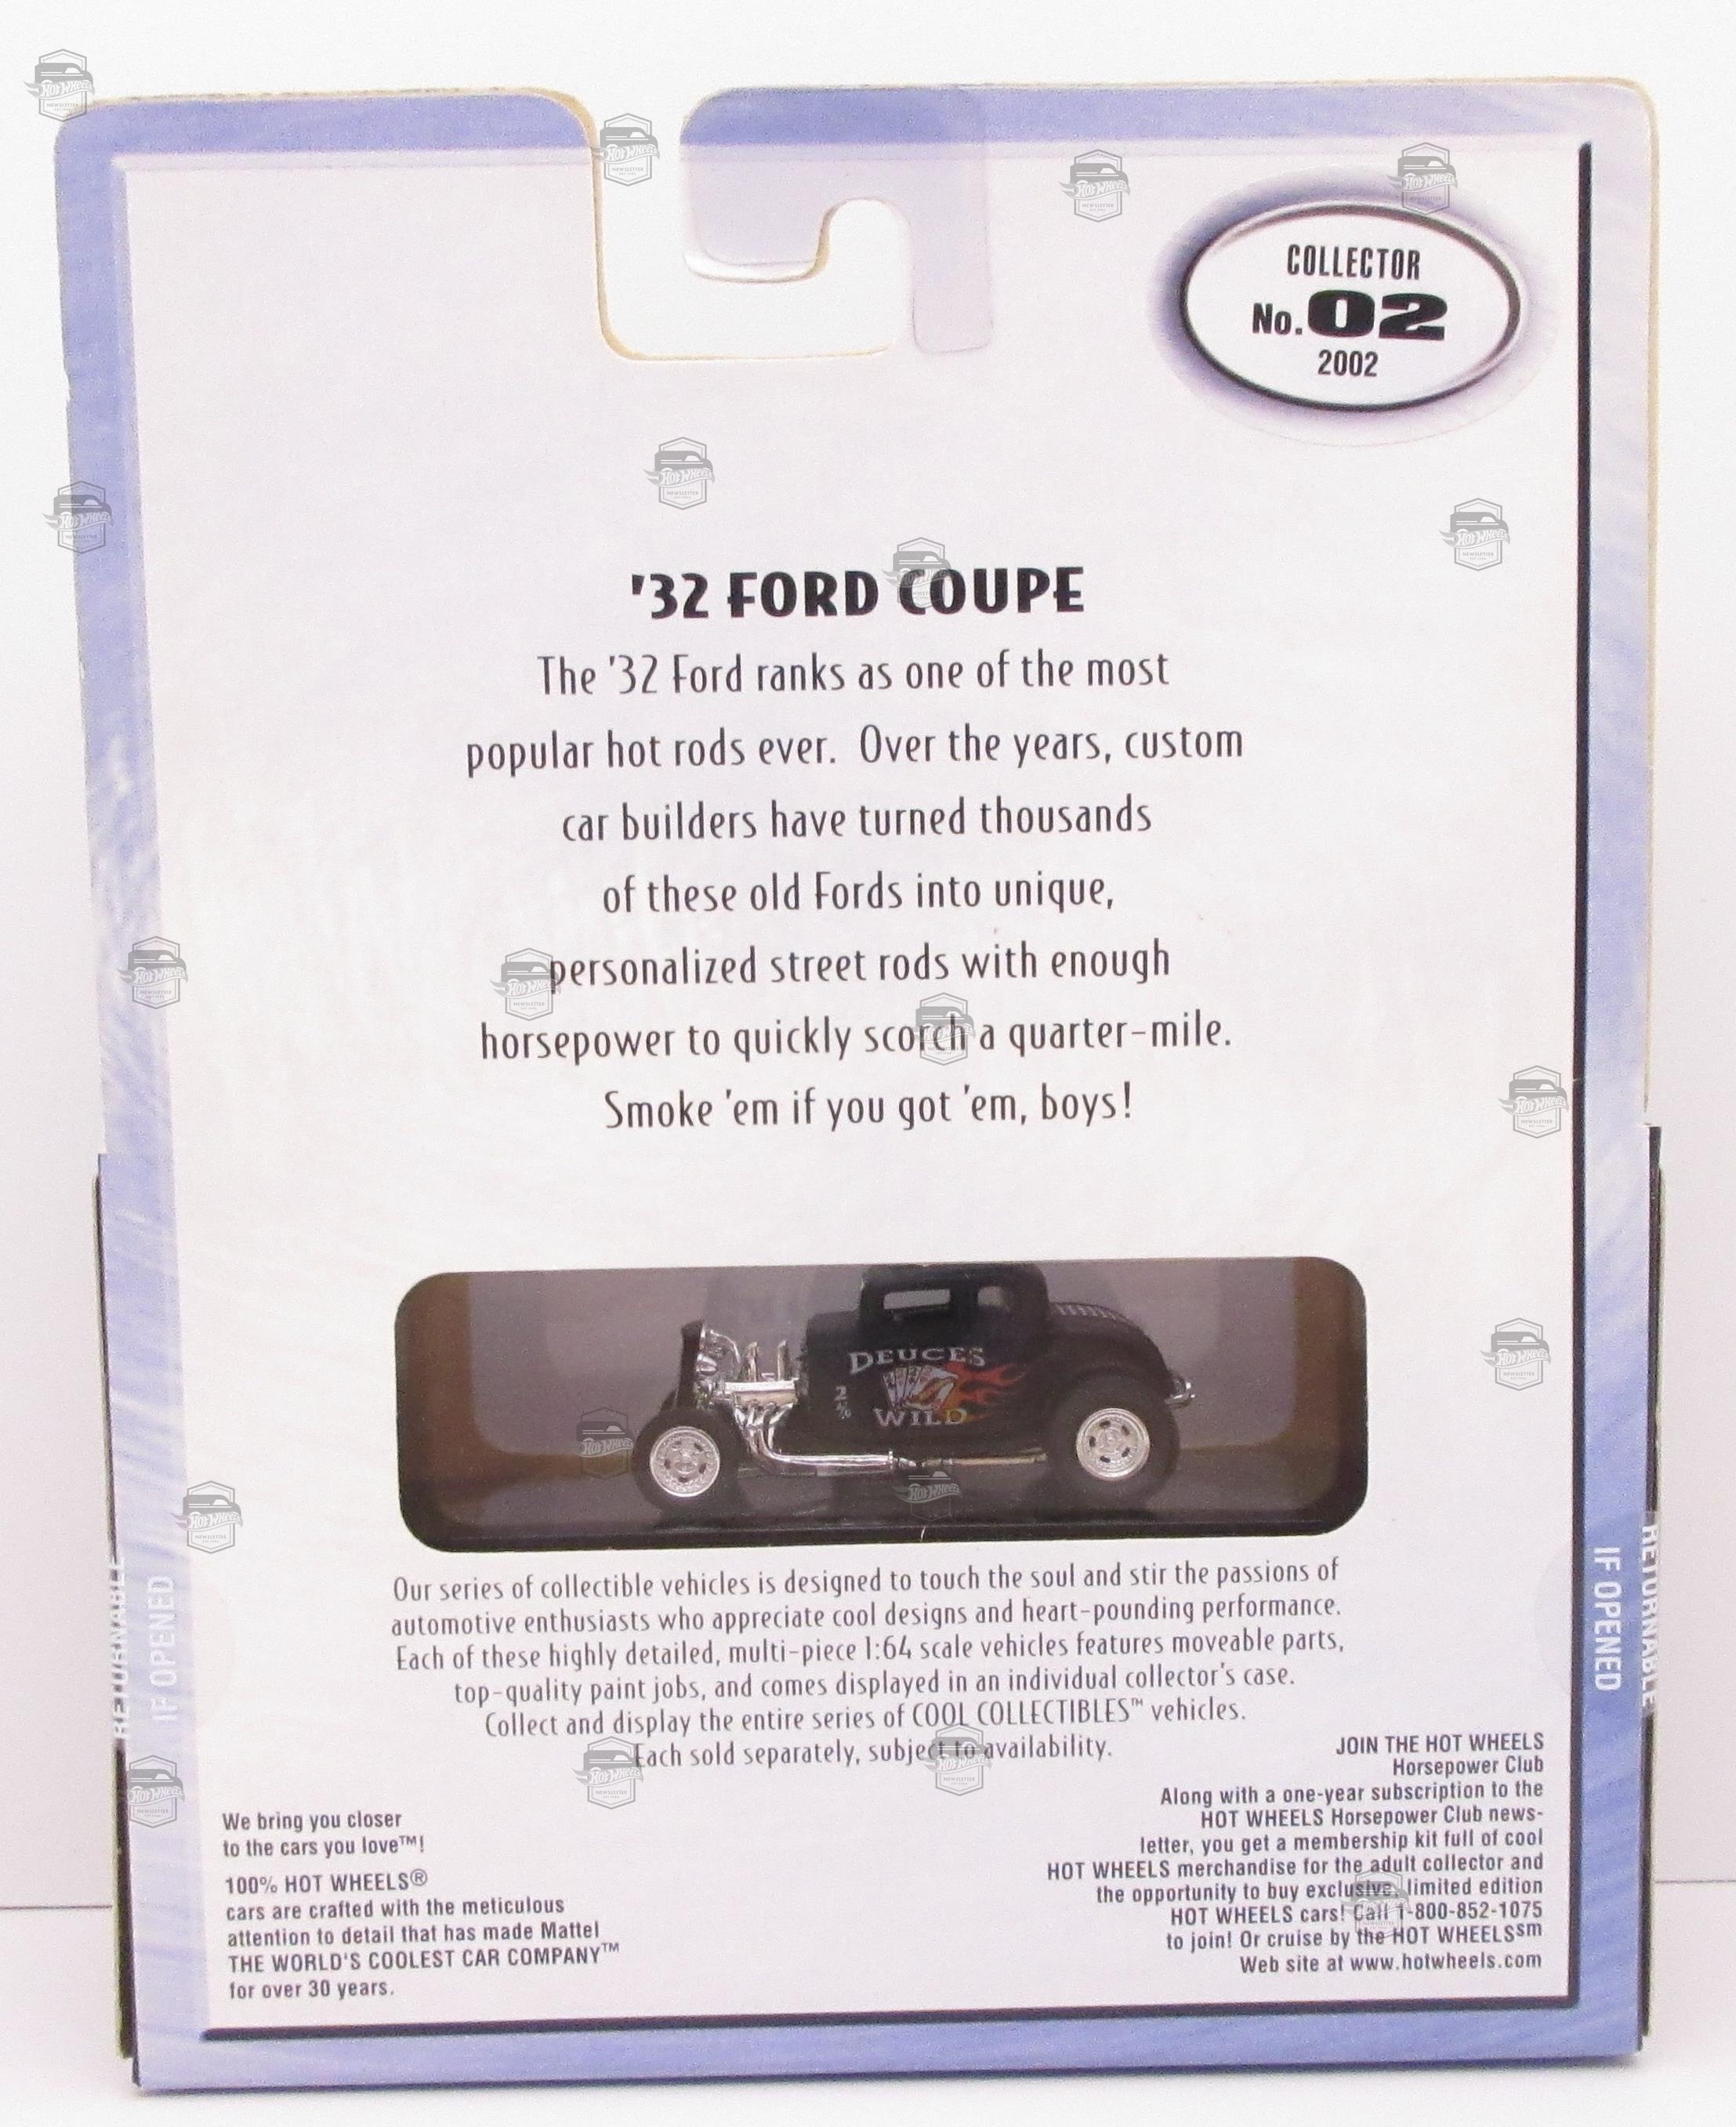 COLLECTOR
No. 02
2002
'32 FORD COUPE
The '32 Ford ranks as one of the most
popular hot rods ever. Over the years, custom
car builders have turned thousands
of these old Fords into unique,
personalized street rods with enough
horsepower to quickly scorch a quarter-mile.
Smoke 'em if you got 'em, boys!
DEUCES
WILD
Our series of collectible vehicles is designed to touch the soul and stir the passions of
automotive enthusiasts who appreciate cool designs and heart-pounding performance.
Each of these highly detailed, multi-piece 1:64 scale vehicles features moveable parts,
top-quality paint jobs, and comes displayed in an individual collector's case.
Collect and display the entire series of COOL COLLECTIBLES™ vehicles.
Each sold separately, subject to availability.
We bring you closer
to the cars you love™!
100% HOT WHEELS®
cars are crafted with the meticulous
attention to detail that has made Mattel
THE WORLD'S COOLEST CAR COMPANY™
for over 30 years.
JOIN THE HOT WHEELS
Horsepower Club
Along with a one-year subscription to the
HOT WHEELS Horsepower Club news-
letter, you get a membership kit full of cool
HOT WHEELS merchandise for the adult collector and
the opportunity to buy exclusive, limited edition
HOT WHEELS cars! Call 1-800-852-1075
to join! Or cruise by the HOT WHEELSsm
Web site at www.hotwheels.com
RETURNABLE
IF OPENED
IF OPENED
RETURNABLE
HOT WHEELS
NEWSLETTER